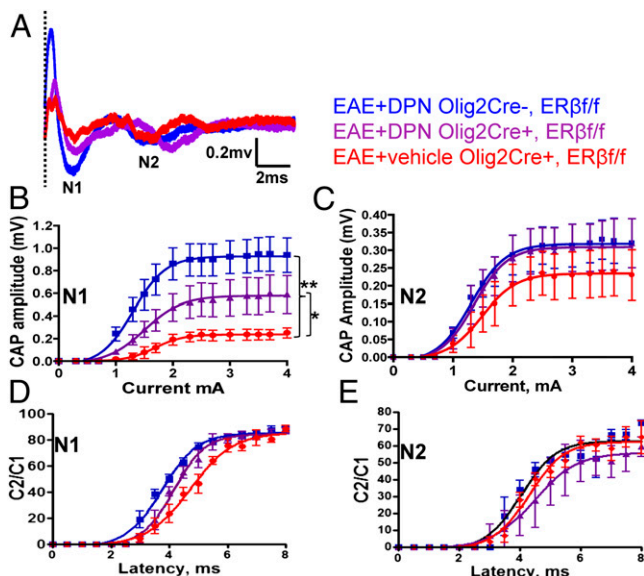 A
EAE+DPN Olig2Cre-, ERβf/f
EAE+DPN Olig2Cre+, ERβf/f
EAE+vehicle Olig2Cre+, ERβf/f
N1
N2
0.2mv
2ms
B
CAP amplitude (mV)
1.2
1.0
0.8
0.6
0.4
0.2
0.0
N1
**
*
0 1 2 3 4
Current mA
C
CAP Amplitude (mV)
0.40
0.35
0.30
0.25
0.20
0.15
0.10
0.05
0.00
N2
0 1 2 3 4
Current, mA
D
C2/C1
100
80
60
40
20
0
N1
0 2 4 6 8
Latency, ms
E
C2/C1
80
60
40
20
0
N2
0 2 4 6 8
Latency, ms